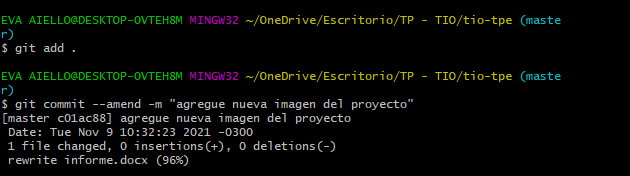 EVA AIELLO@DESKTOP-OVTEH8M MINGW32 ~/OneDrive/Escritorio/TP - TIO/tio-tpe (maste
r)
$ git add .
EVA AIELLO@DESKTOP-OVTEH8M MINGW32 ~/OneDrive/Escritorio/TP - TIO/tio-tpe (maste
r)
$ git commit --amend -m "agregue nueva imagen del proyecto"
[master c01ac88] agregue nueva imagen del proyecto
Date: Tue Nov 9 10:32:23 2021 -0300
1 file changed, 0 insertions(+), 0 deletions(-)
rewrite informe.docx (96%)